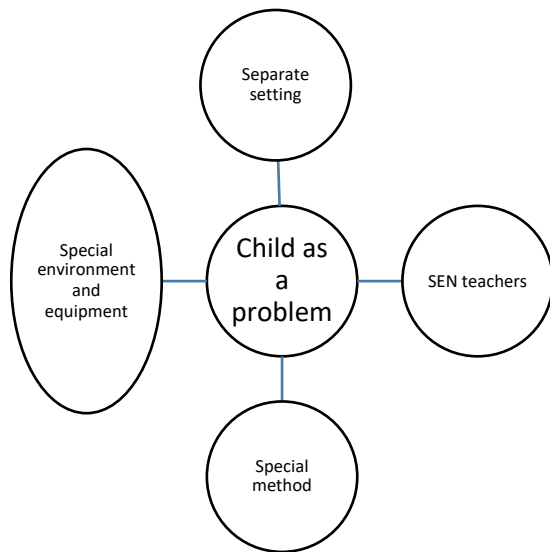 Separate
setting
Special
environment
and
equipment
Child as
a
problem
SEN teachers
Special
method